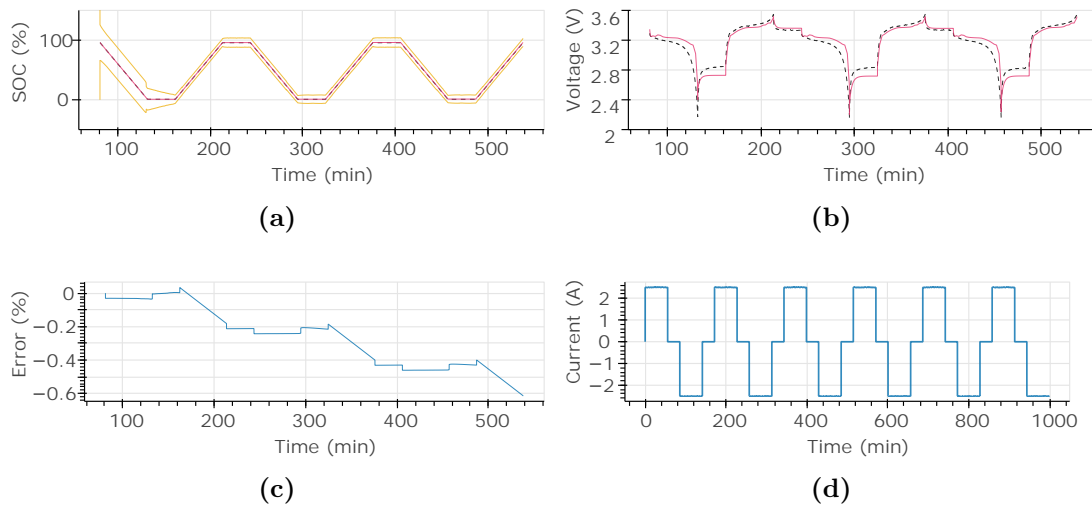 SOC (%)
100
0
100 200 300 400 500
Time (min)
(a)
Voltage (V)
3.6
3.2
2.8
2.4
2
100 200 300 400 500
Time (min)
(b)
Error (%)
0
−0.2
−0.4
−0.6
100 200 300 400 500
Time (min)
(c)
Current (A)
2
1
0
−1
−2
0 200 400 600 800 1000
Time (min)
(d)